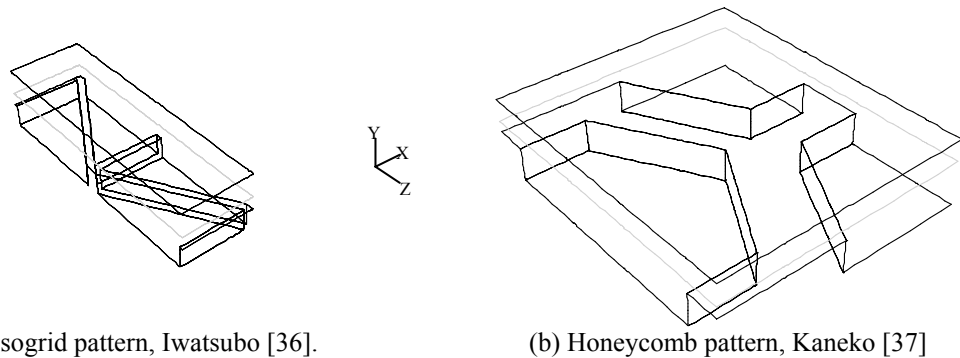 Y
X
Z
sogrid pattern, Iwatsubo [36].
(b) Honeycomb pattern, Kaneko [37]